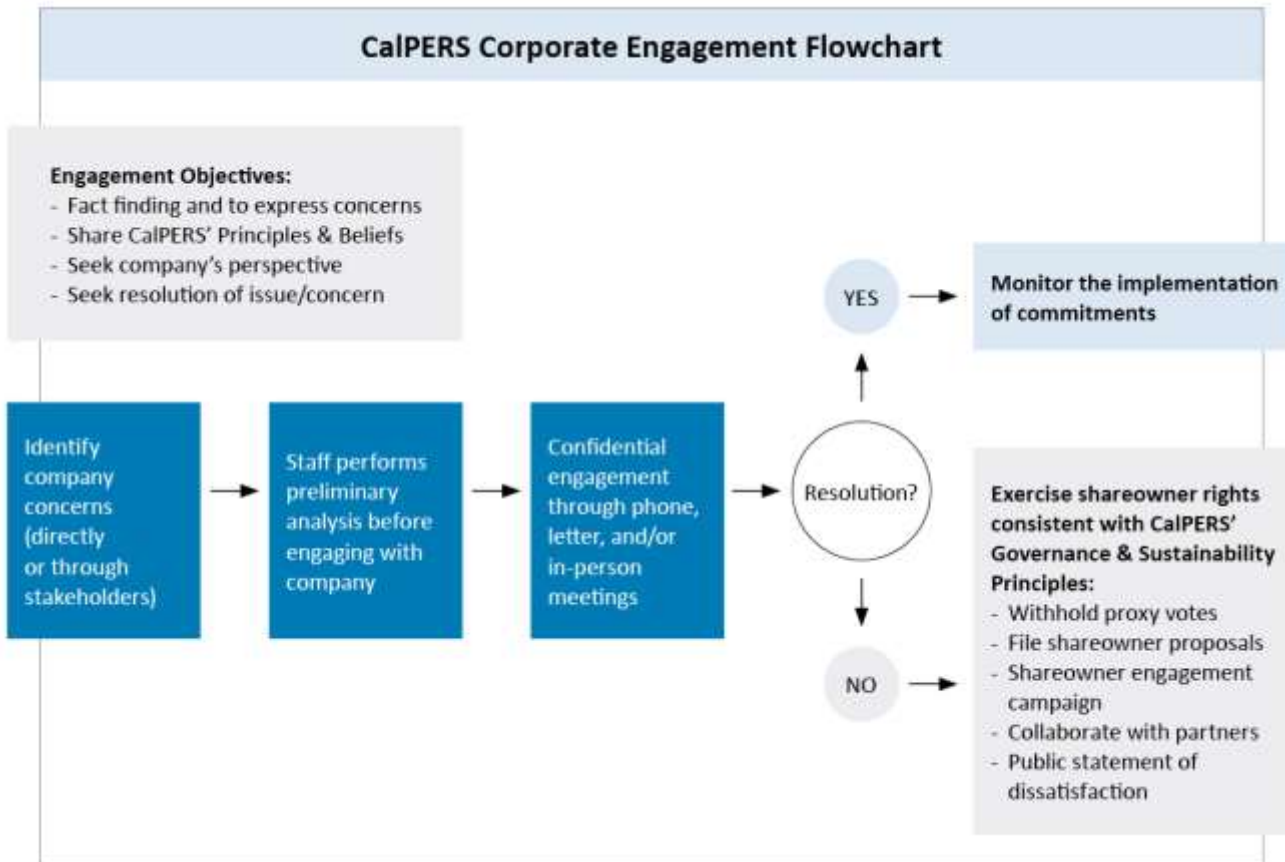 CalPERS Corporate Engagement Flowchart
Engagement Objectives:
- Fact finding and to express concerns
- Share CalPERS’ Principles & Beliefs
- Seek company’s perspective
- Seek resolution of issue/concern
Identify
company
concerns
(directly
or through
stakeholders)
Staff performs
preliminary
analysis before
engaging with
company
Confidential
engagement
through phone,
letter, and/or
in-person
meetings
Resolution?
YES
Monitor the implementation
of commitments
NO
Exercise shareowner rights
consistent with CalPERS’
Governance & Sustainability
Principles:
- Withhold proxy votes
- File shareowner proposals
- Shareowner engagement
campaign
- Collaborate with partners
- Public statement of
dissatisfaction